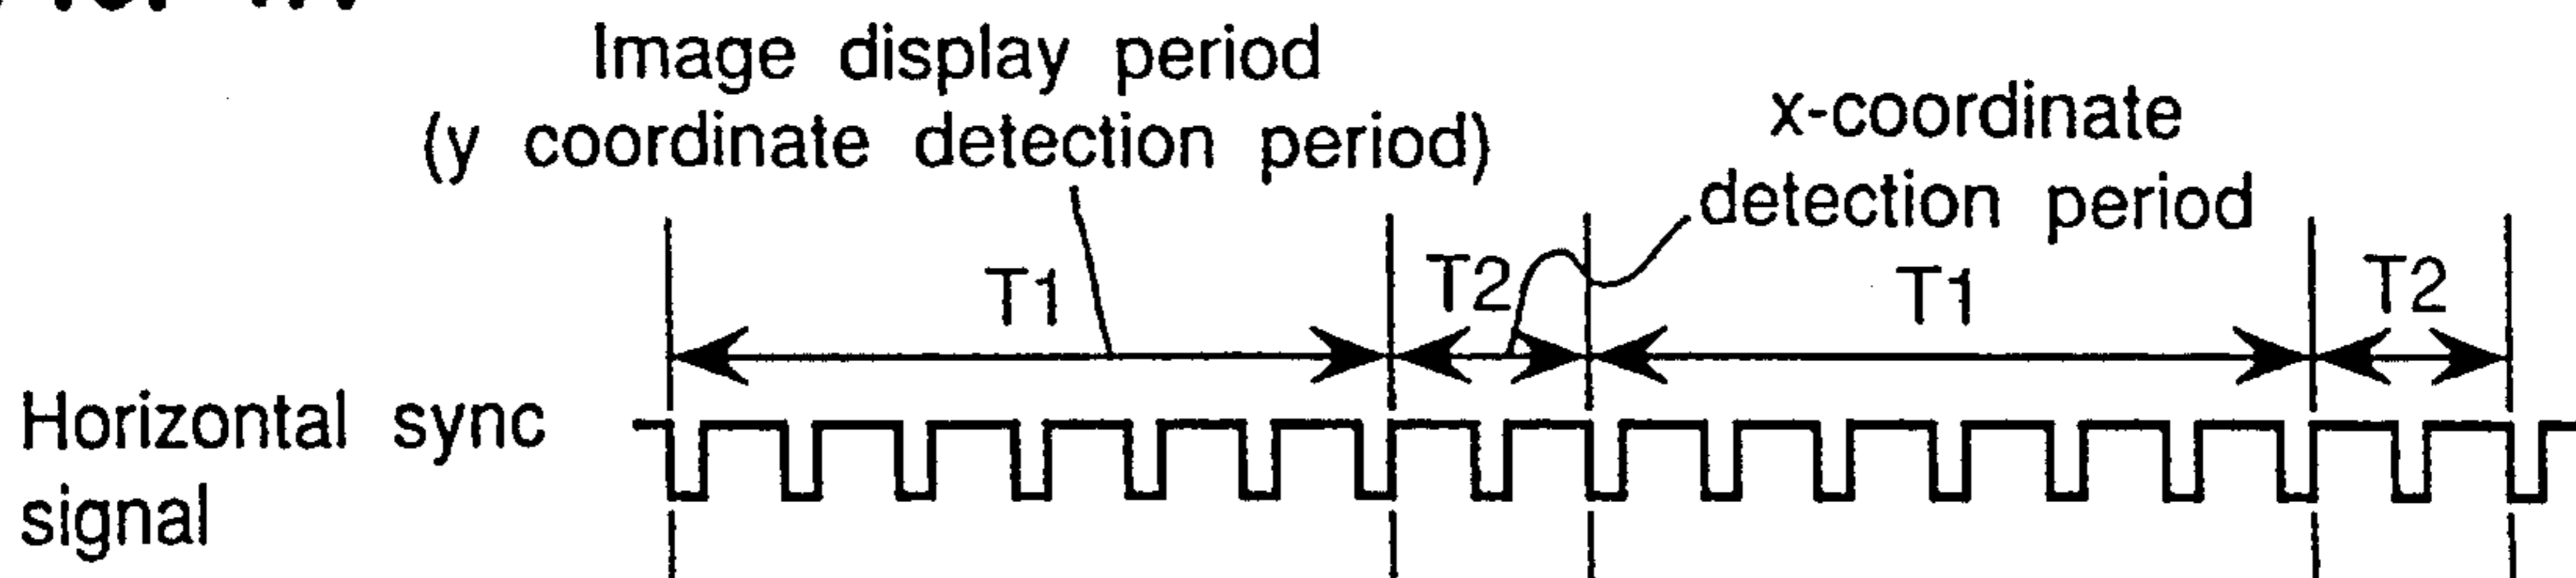 Image display period
(y coordinate detection period)
x-coordinate
detection period
T1
T2
T1
T2
Horizontal sync
signal